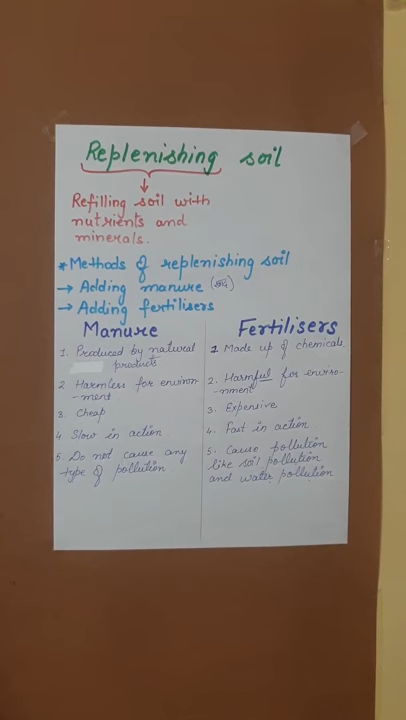 Replenishing soil
Refilling soil with
nutrients and
minerals.
* Methods of replenishing soil
→ Adding manure (खाद)
→ Adding fertilisers
Manure
1. Produced by natural
products
2 Harmless for environ-
-ment
3. Cheap
4. Slow in action
5. Do not cause any
type of pollution
Fertilisers
1. Made up of chemicals.
2. Harmful for enviro-
-nment
3. Expensive
4. Fast in action
5. Cause pollution
like soil pollution
and water pollution